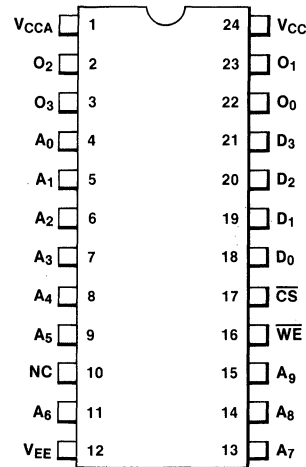 VCCA 1 24 VCC
O2 2 23 O1
O3 3 22 O0
A0 4 21 D3
A1 5 20 D2
A2 6 19 D1
A3 7 18 D0
A4 8 17 C̅S̅
A5 9 16 W̅E̅
NC 10 15 A9
A6 11 14 A8
VEE 12 13 A7